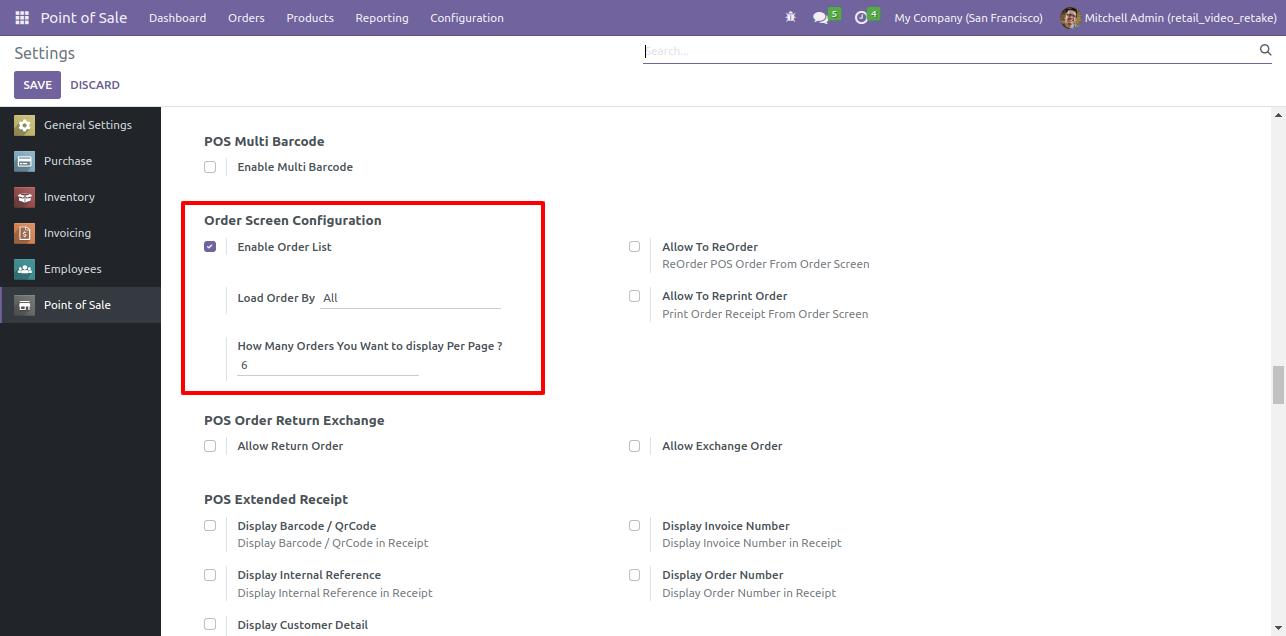 Point of Sale Dashboard Orders Products Reporting Configuration 5 4 My Company (San Francisco) Mitchell Admin (retail_video_retake)
Settings
Search...
SAVE DISCARD
General Settings
Purchase
Inventory
Invoicing
Employees
Point of Sale
POS Multi Barcode
Enable Multi Barcode
Order Screen Configuration
Enable Order List
Load Order By All
How Many Orders You Want to display Per Page ?
6
Allow To ReOrder
ReOrder POS Order From Order Screen
Allow To Reprint Order
Print Order Receipt From Order Screen
POS Order Return Exchange
Allow Return Order
Allow Exchange Order
POS Extended Receipt
Display Barcode / QrCode
Display Barcode / QrCode in Receipt
Display Invoice Number
Display Invoice Number in Receipt
Display Internal Reference
Display Internal Reference in Receipt
Display Order Number
Display Order Number in Receipt
Display Customer Detail